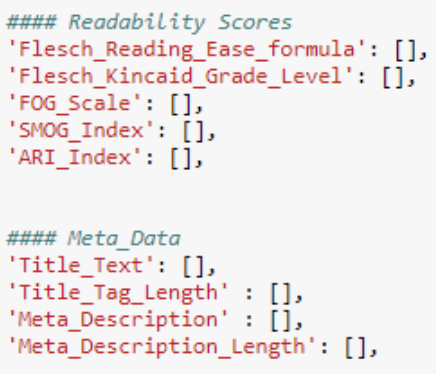 #### Readability Scores
'Flesch_Reading_Ease_formula': [],
'Flesch_Kincaid_Grade_Level': [],
'FOG_Scale': [],
'SMOG_Index': [],
'ARI_Index': [],
#### Meta_Data
'Title_Text': [],
'Title_Tag_Length' : [],
'Meta_Description' : [],
'Meta_Description_Length': [],